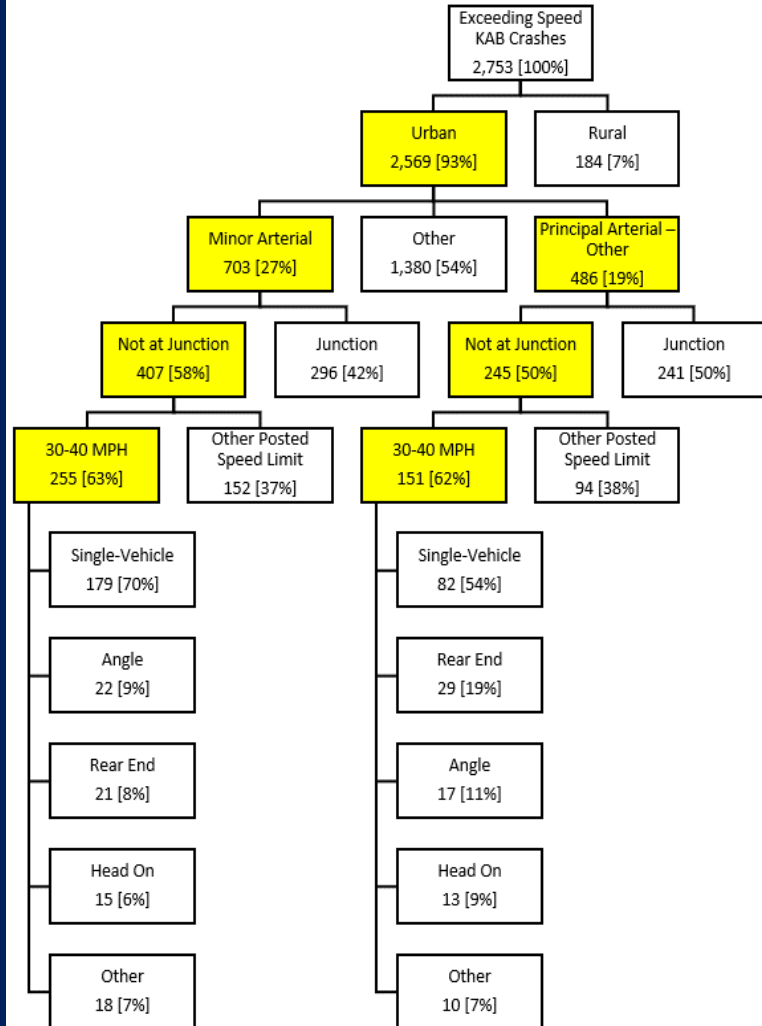 Exceeding Speed
KAB Crashes
2,753 [100%]
Urban
2,569 [93%]
Rural
184 [7%]
Minor Arterial
703 [27%]
Other
1,380 [54%]
Principal Arterial –
Other
486 [19%]
Not at Junction
407 [58%]
Junction
296 [42%]
Not at Junction
245 [50%]
Junction
241 [50%]
30-40 MPH
255 [63%]
Other Posted
Speed Limit
152 [37%]
30-40 MPH
151 [62%]
Other Posted
Speed Limit
94 [38%]
Single-Vehicle
179 [70%]
Angle
22 [9%]
Rear End
21 [8%]
Head On
15 [6%]
Other
18 [7%]
Single-Vehicle
82 [54%]
Rear End
29 [19%]
Angle
17 [11%]
Head On
13 [9%]
Other
10 [7%]